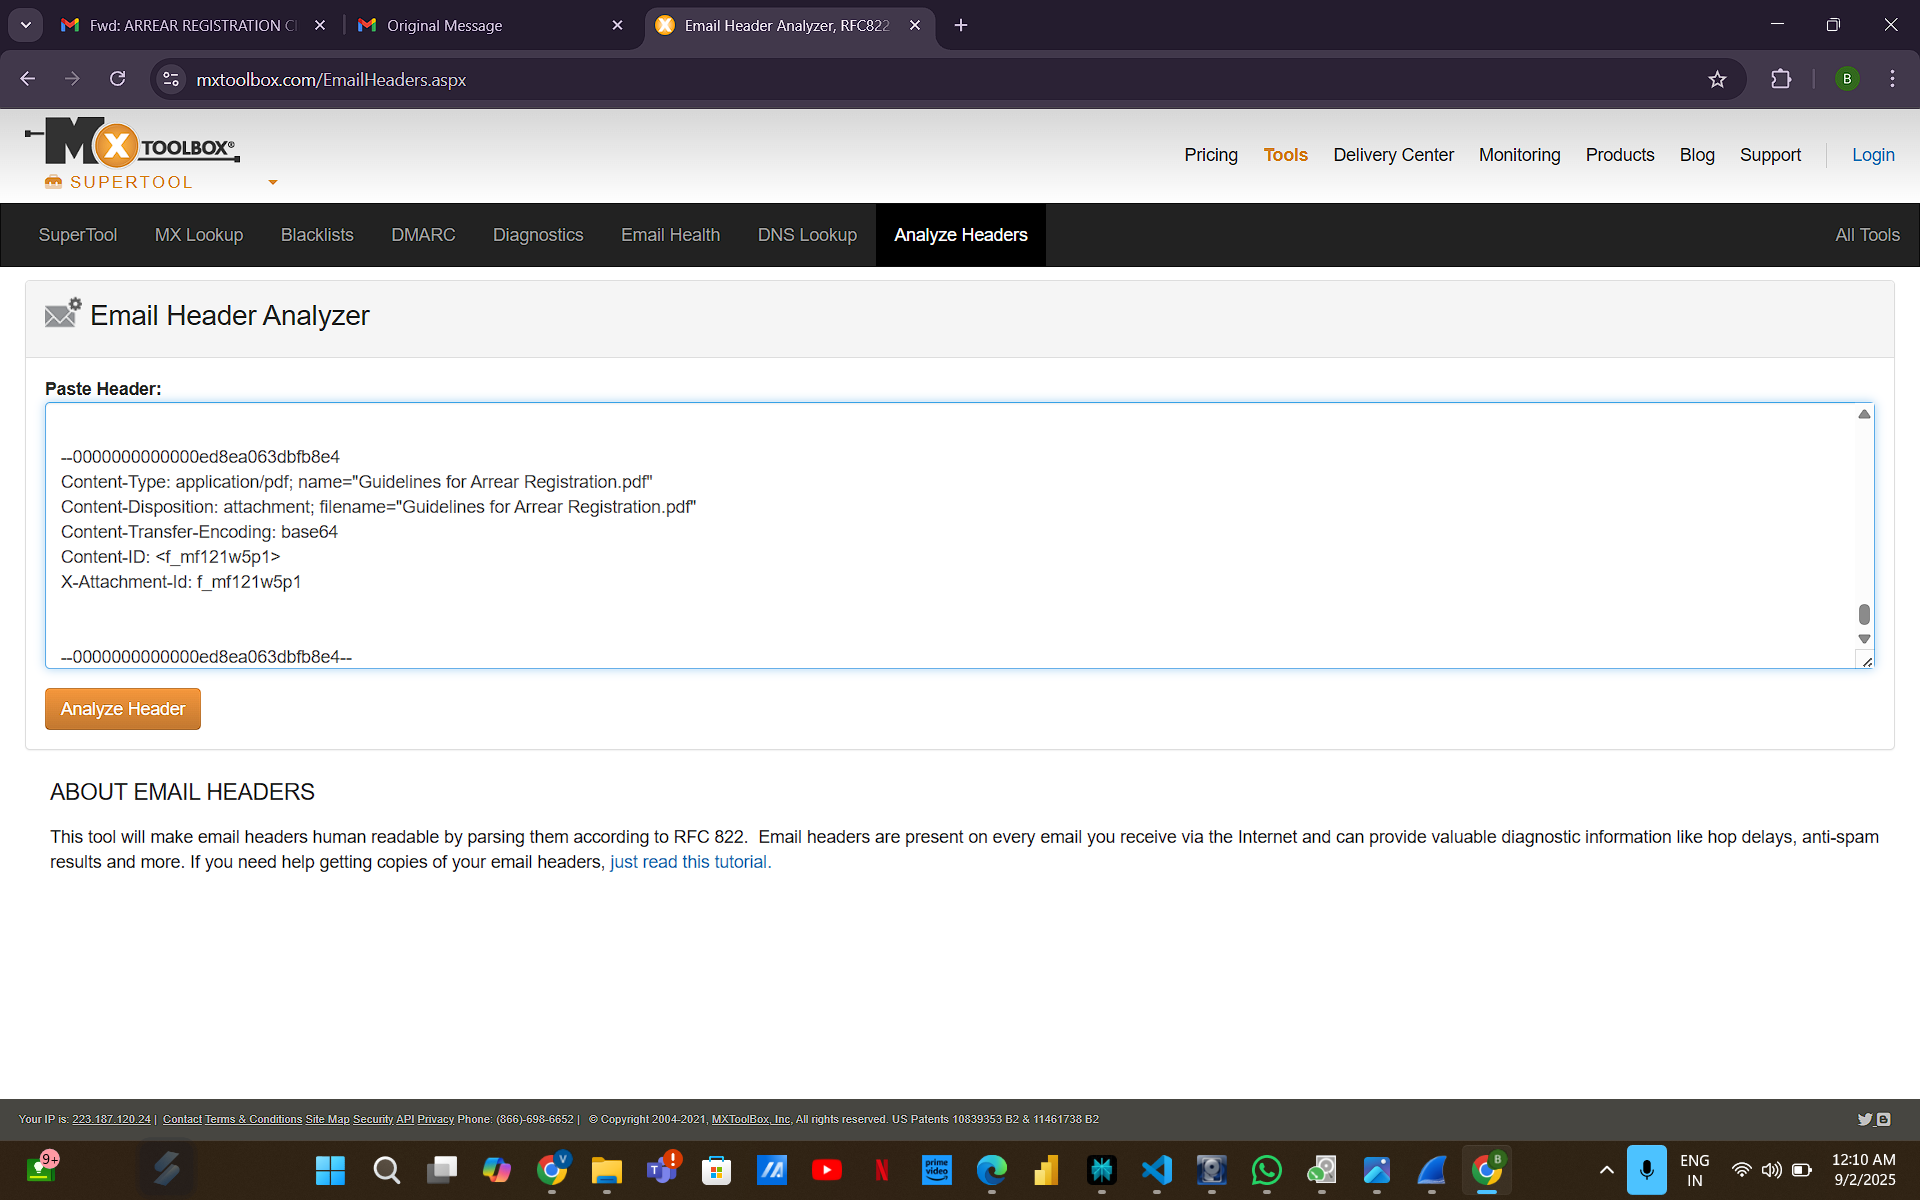 Fwd: ARREAR REGISTRATION
Original Message
Email Header Analyzer, RFC822
mxtoolbox.com/EmailHeaders.aspx
B
MX TOOLBOX®
SUPERTOOL
Pricing Tools Delivery Center Monitoring Products Blog Support Login
SuperTool MX Lookup Blacklists DMARC Diagnostics Email Health DNS Lookup Analyze Headers All Tools
Email Header Analyzer
Paste Header:
--0000000000000ed8ea063dbfb8e4
Content-Type: application/pdf; name="Guidelines for Arrear Registration.pdf"
Content-Disposition: attachment; filename="Guidelines for Arrear Registration.pdf"
Content-Transfer-Encoding: base64
Content-ID: <f_mf121w5p1>
X-Attachment-Id: f_mf121w5p1
--0000000000000ed8ea063dbfb8e4--
Analyze Header
ABOUT EMAIL HEADERS
This tool will make email headers human readable by parsing them according to RFC 822. Email headers are present on every email you receive via the Internet and can provide valuable diagnostic information like hop delays, anti-spam
results and more. If you need help getting copies of your email headers, just read this tutorial.
Your IP is: 223.187.120.24 | Contact Terms & Conditions Site Map Security API Privacy Phone: (866)-698-6652 | © Copyright 2004-2021, MXToolBox, Inc, All rights reserved. US Patents 10839353 B2 & 11461738 B2
9+
V
prime video
B
ENG
IN
12:10 AM
9/2/2025